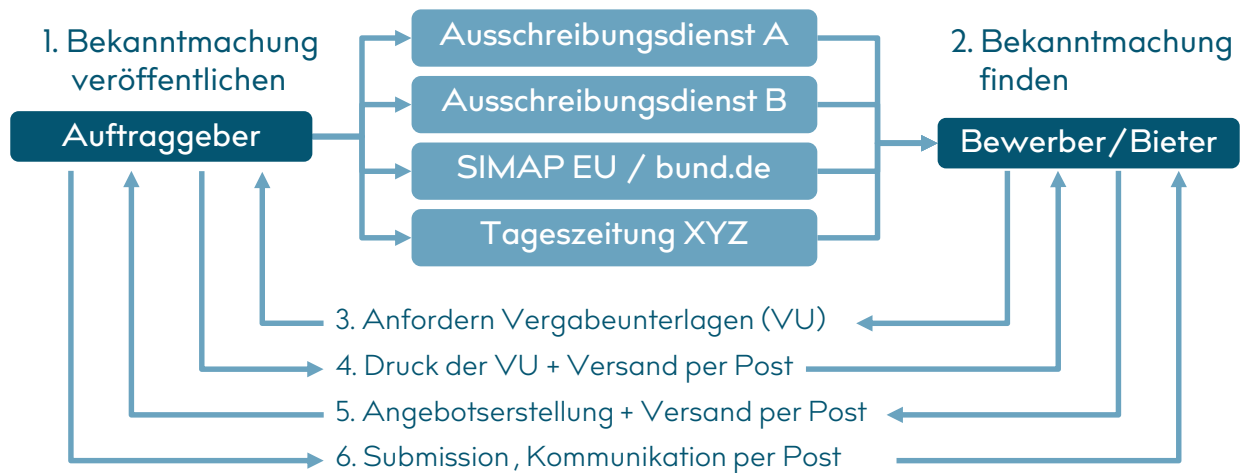 1. Bekanntmachung
veröffentlichen
Auftraggeber
Ausschreibungsdienst A
Ausschreibungsdienst B
SIMAP EU / bund.de
Tageszeitung XYZ
2. Bekanntmachung
finden
Bewerber/Bieter
3. Anfordern Vergabeunterlagen (VU)
4. Druck der VU + Versand per Post
5. Angebotserstellung + Versand per Post
6. Submission, Kommunikation per Post